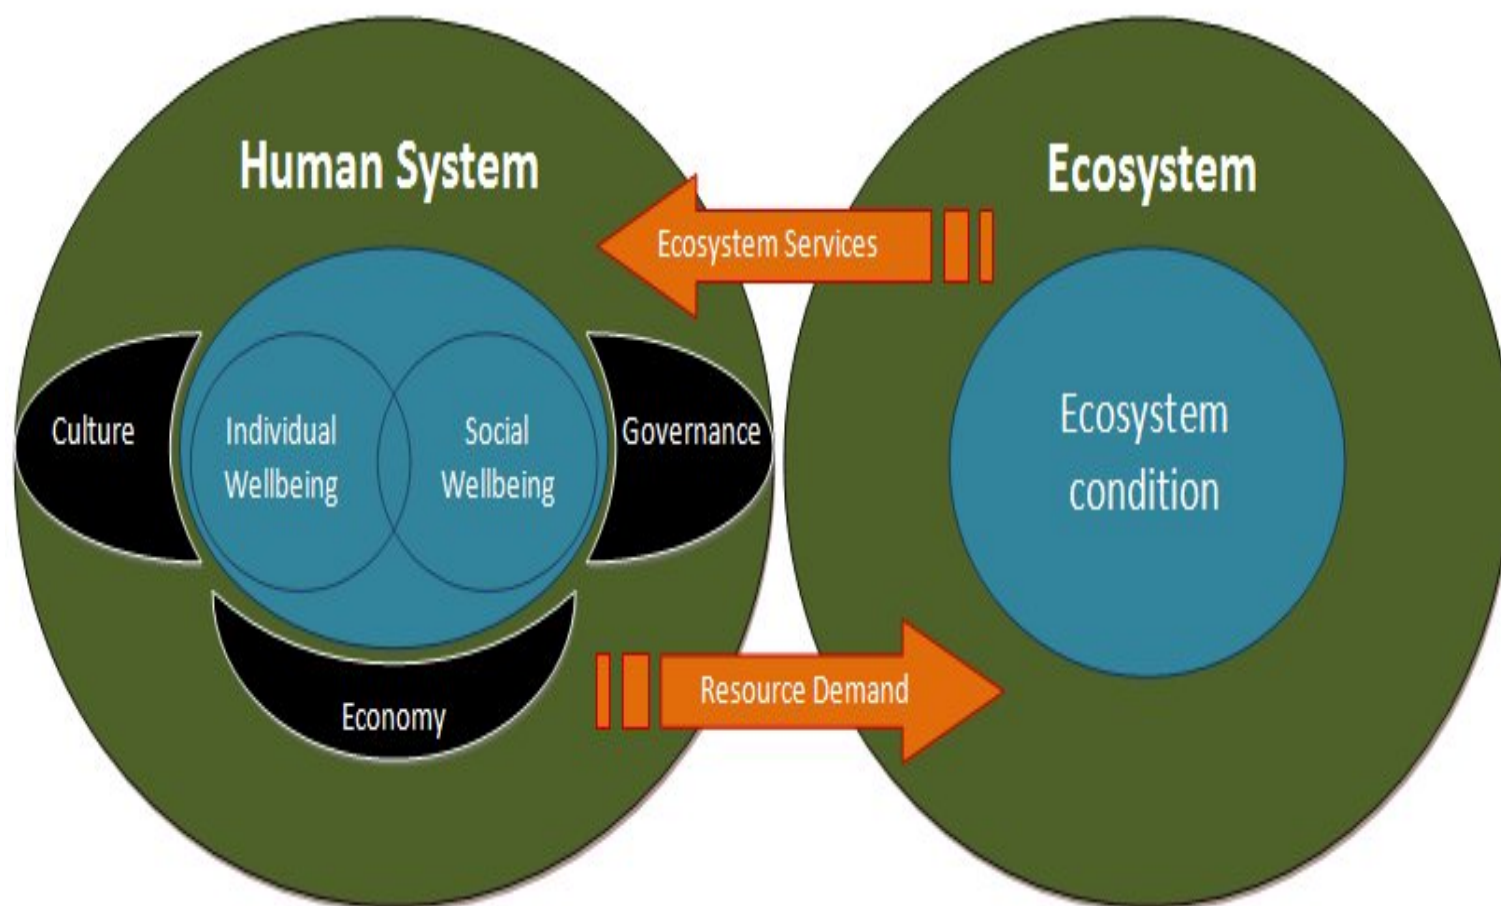 Human System
Ecosystem
Ecosystem Services
Culture
Individual
Wellbeing
Social
Wellbeing
Governance
Ecosystem
condition
Resource Demand
Economy